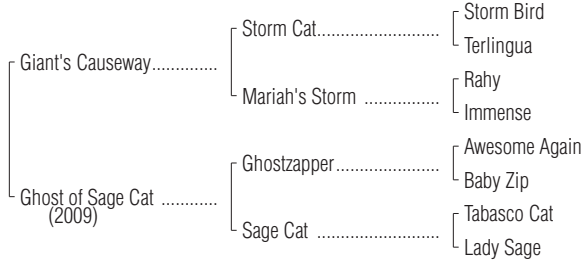 Storm Bird
Storm Cat
Terlingua
Giant's Causeway
Rahy
Mariah's Storm
Immense
Awesome Again
Ghostzapper
Baby Zip
Ghost of Sage Cat
(2009)
Tabasco Cat
Sage Cat
Lady Sage